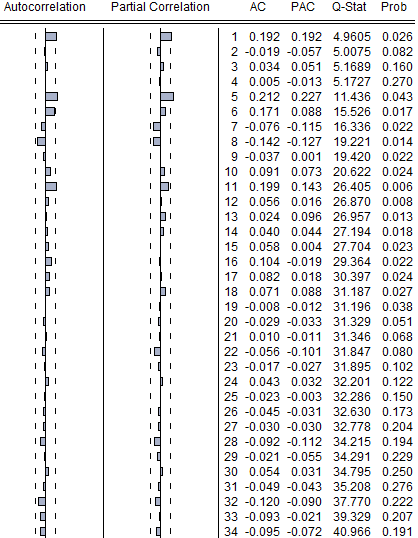 Autocorrelation Partial Correlation AC PAC Q-Stat Prob
1 0.192 0.192 4.9605 0.026
2 -0.019 -0.057 5.0075 0.082
3 0.034 0.051 5.1689 0.160
4 0.005 -0.013 5.1727 0.270
5 0.212 0.227 11.436 0.043
6 0.171 0.088 15.526 0.017
7 -0.076 -0.115 16.336 0.022
8 -0.142 -0.127 19.221 0.014
9 -0.037 0.001 19.420 0.022
10 0.091 0.073 20.622 0.024
11 0.199 0.143 26.405 0.006
12 0.056 0.016 26.870 0.008
13 0.024 0.096 26.957 0.013
14 0.040 0.044 27.194 0.018
15 0.058 0.004 27.704 0.023
16 0.104 -0.019 29.364 0.022
17 0.082 0.018 30.397 0.024
18 0.071 0.088 31.187 0.027
19 -0.008 -0.012 31.196 0.038
20 -0.029 -0.033 31.329 0.051
21 0.010 -0.011 31.346 0.068
22 -0.056 -0.101 31.847 0.080
23 -0.017 -0.027 31.895 0.102
24 0.043 0.032 32.201 0.122
25 -0.023 -0.003 32.286 0.150
26 -0.045 -0.031 32.630 0.173
27 -0.030 -0.030 32.778 0.204
28 -0.092 -0.112 34.215 0.194
29 -0.021 -0.055 34.291 0.229
30 0.054 0.031 34.795 0.250
31 -0.049 -0.043 35.208 0.276
32 -0.120 -0.090 37.770 0.222
33 -0.093 -0.021 39.329 0.207
34 -0.095 -0.072 40.966 0.191